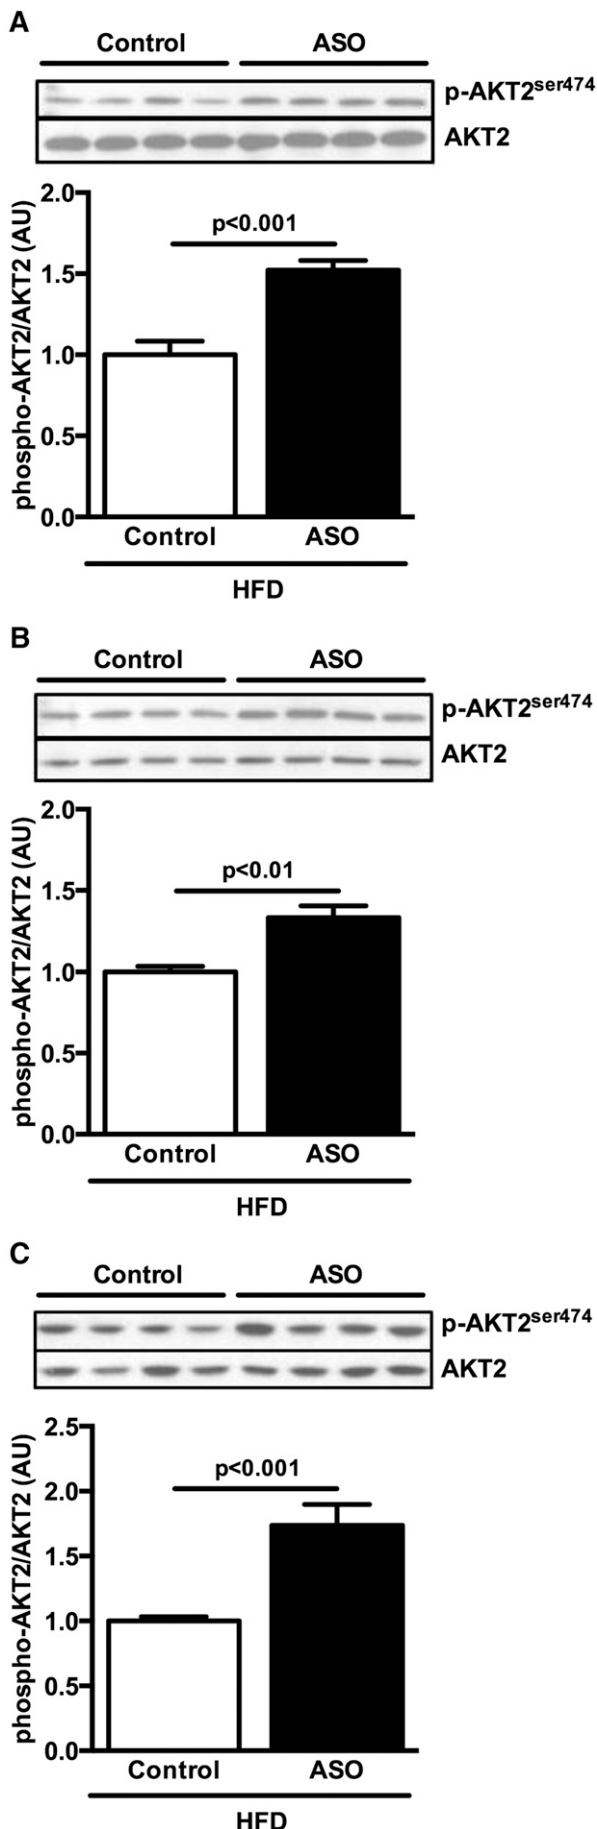 A
Control ASO
p-AKT2ser474
AKT2
phospho-AKT2/AKT2 (AU)
2.0
p<0.001
1.5
1.0
0.5
0.0
Control ASO
HFD
B
Control ASO
p-AKT2ser474
AKT2
phospho-AKT2/AKT2 (AU)
2.0
p<0.01
1.5
1.0
0.5
0.0
Control ASO
HFD
C
Control ASO
p-AKT2ser474
AKT2
phospho-AKT2/AKT2 (AU)
2.5
p<0.001
2.0
1.5
1.0
0.5
0.0
Control ASO
HFD